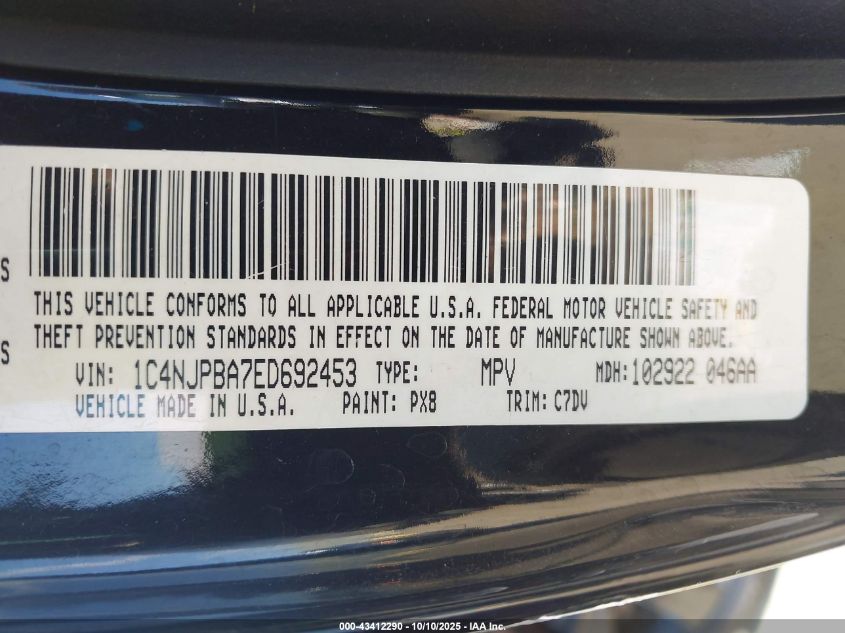 S
THIS VEHICLE CONFORMS TO ALL APPLICABLE U.S.A. FEDERAL MOTOR VEHICLE SAFETY AND
THEFT PREVENTION STANDARDS IN EFFECT ON THE DATE OF MANUFACTURE SHOWN ABOVE.
S
VIN: 1C4NJPBA7ED692453 TYPE: MPV MDH:102922 046AA
VEHICLE MADE IN U.S.A. PAINT: PX8 TRIM: C7DV
000-43412290 - 10/10/2025 - IAA Inc.